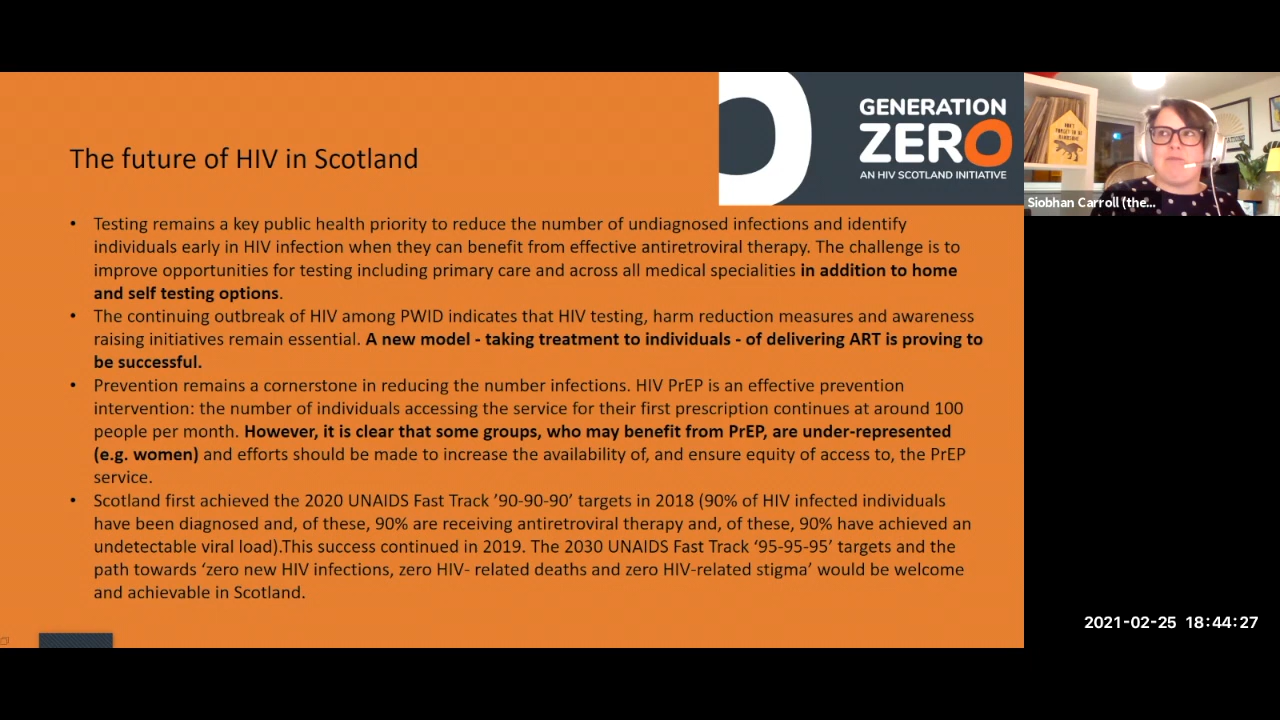 The future of HIV in Scotland
GENERATION
ZERO
AN HIV SCOTLAND INITIATIVE
• Testing remains a key public health priority to reduce the number of undiagnosed infections and identify
individuals early in HIV infection when they can benefit from effective antiretroviral therapy. The challenge is to
improve opportunities for testing including primary care and across all medical specialities in addition to home
and self testing options.
• The continuing outbreak of HIV among PWID indicates that HIV testing, harm reduction measures and awareness
raising initiatives remain essential. A new model - taking treatment to individuals - of delivering ART is proving to
be successful.
• Prevention remains a cornerstone in reducing the number infections. HIV PrEP is an effective prevention
intervention: the number of individuals accessing the service for their first prescription continues at around 100
people per month. However, it is clear that some groups, who may benefit from PrEP, are under-represented
(e.g. women) and efforts should be made to increase the availability of, and ensure equity of access to, the PrEP
service.
• Scotland first achieved the 2020 UNAIDS Fast Track ’90-90-90’ targets in 2018 (90% of HIV infected individuals
have been diagnosed and, of these, 90% are receiving antiretroviral therapy and, of these, 90% have achieved an
undetectable viral load).This success continued in 2019. The 2030 UNAIDS Fast Track ‘95-95-95’ targets and the
path towards ‘zero new HIV infections, zero HIV- related deaths and zero HIV-related stigma’ would be welcome
and achievable in Scotland.
Siobhan Carroll (the...
2021-02-25 18:44:27